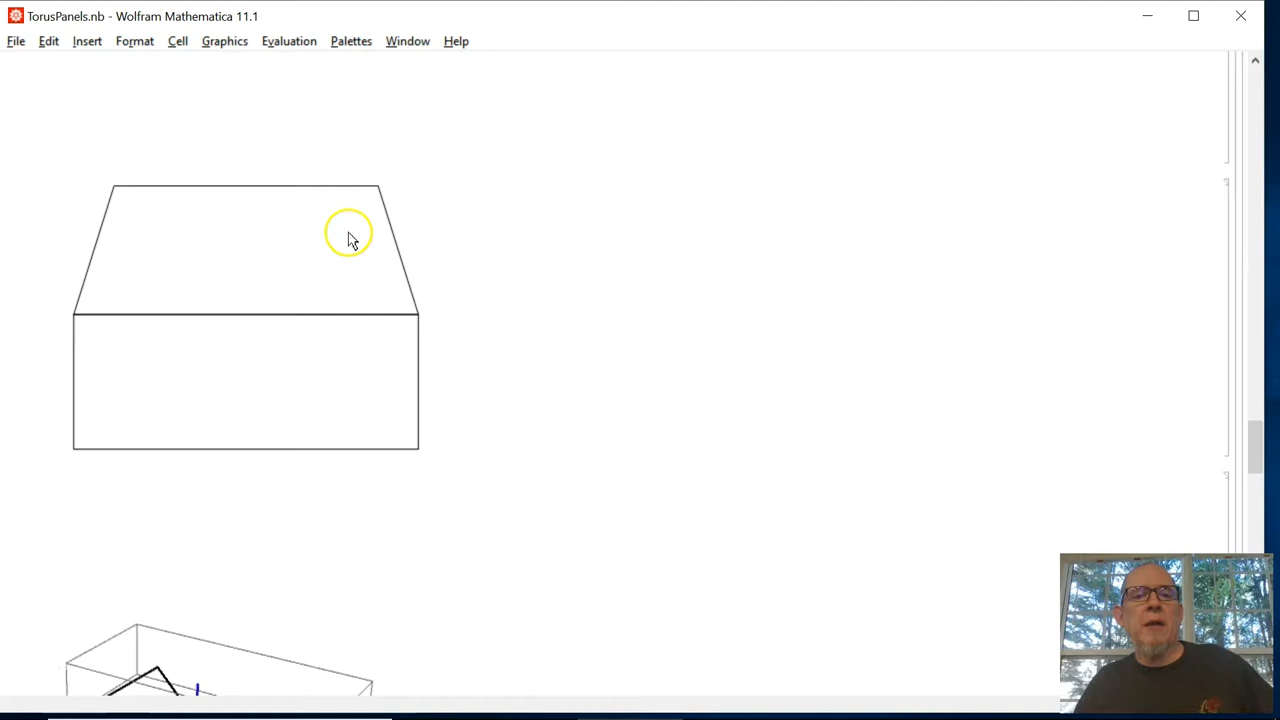 TorusPanels.nb - Wolfram Mathematica 11.1
File Edit Insert Format Cell Graphics Evaluation Palettes Window Help